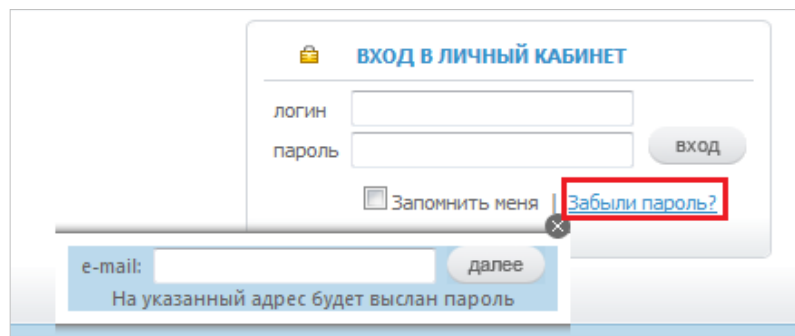 ВХОД В ЛИЧНЫЙ КАБИНЕТ
логин
пароль
вход
Запомнить меня | Забыли пароль?
e-mail:
далее
На указанный адрес будет выслан пароль